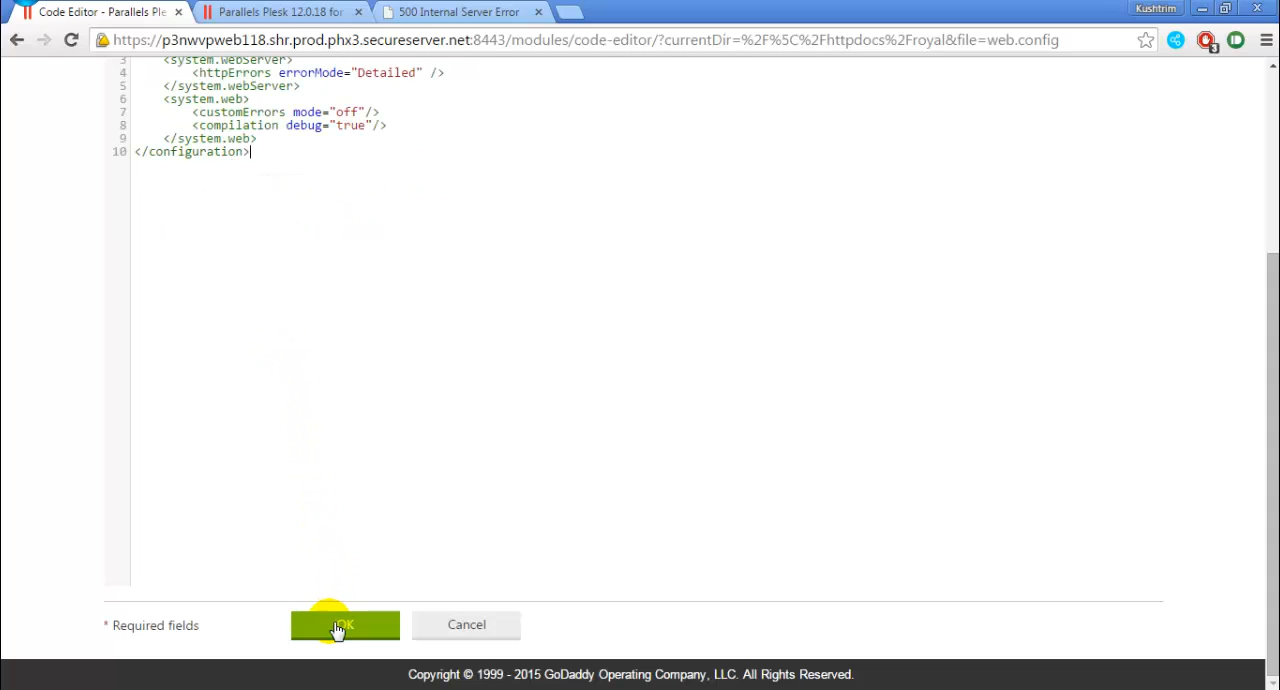 Code Editor - Parallels Ple
Parallels Plesk 12.0.18 for
500 Internal Server Error
Kushtrim
https://p3nwvpweb118.shr.prod.phx3.secureserver.net:8443/modules/code-editor/?currentDir=%2F%5C%2Fhttpdocs%2Froyal&file=web.config
3
3 <system.webServer>
4 <httpErrors errorMode="Detailed" />
5 </system.webServer>
6 <system.web>
7 <customErrors mode="off"/>
8 <compilation debug="true"/>
9 </system.web>
10 </configuration>
* Required fields
OK
Cancel
Copyright © 1999 - 2015 GoDaddy Operating Company, LLC. All Rights Reserved.